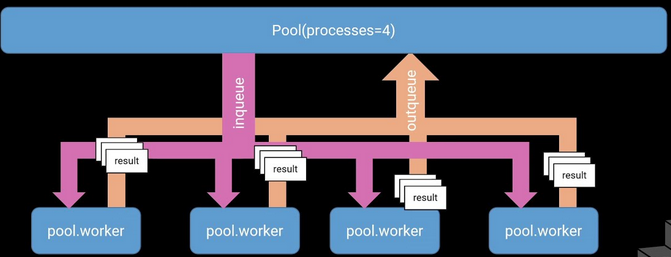 Pool(processes=4)
inqueue
outqueue
result
result
result
result
pool.worker
pool.worker
pool.worker
pool.worker